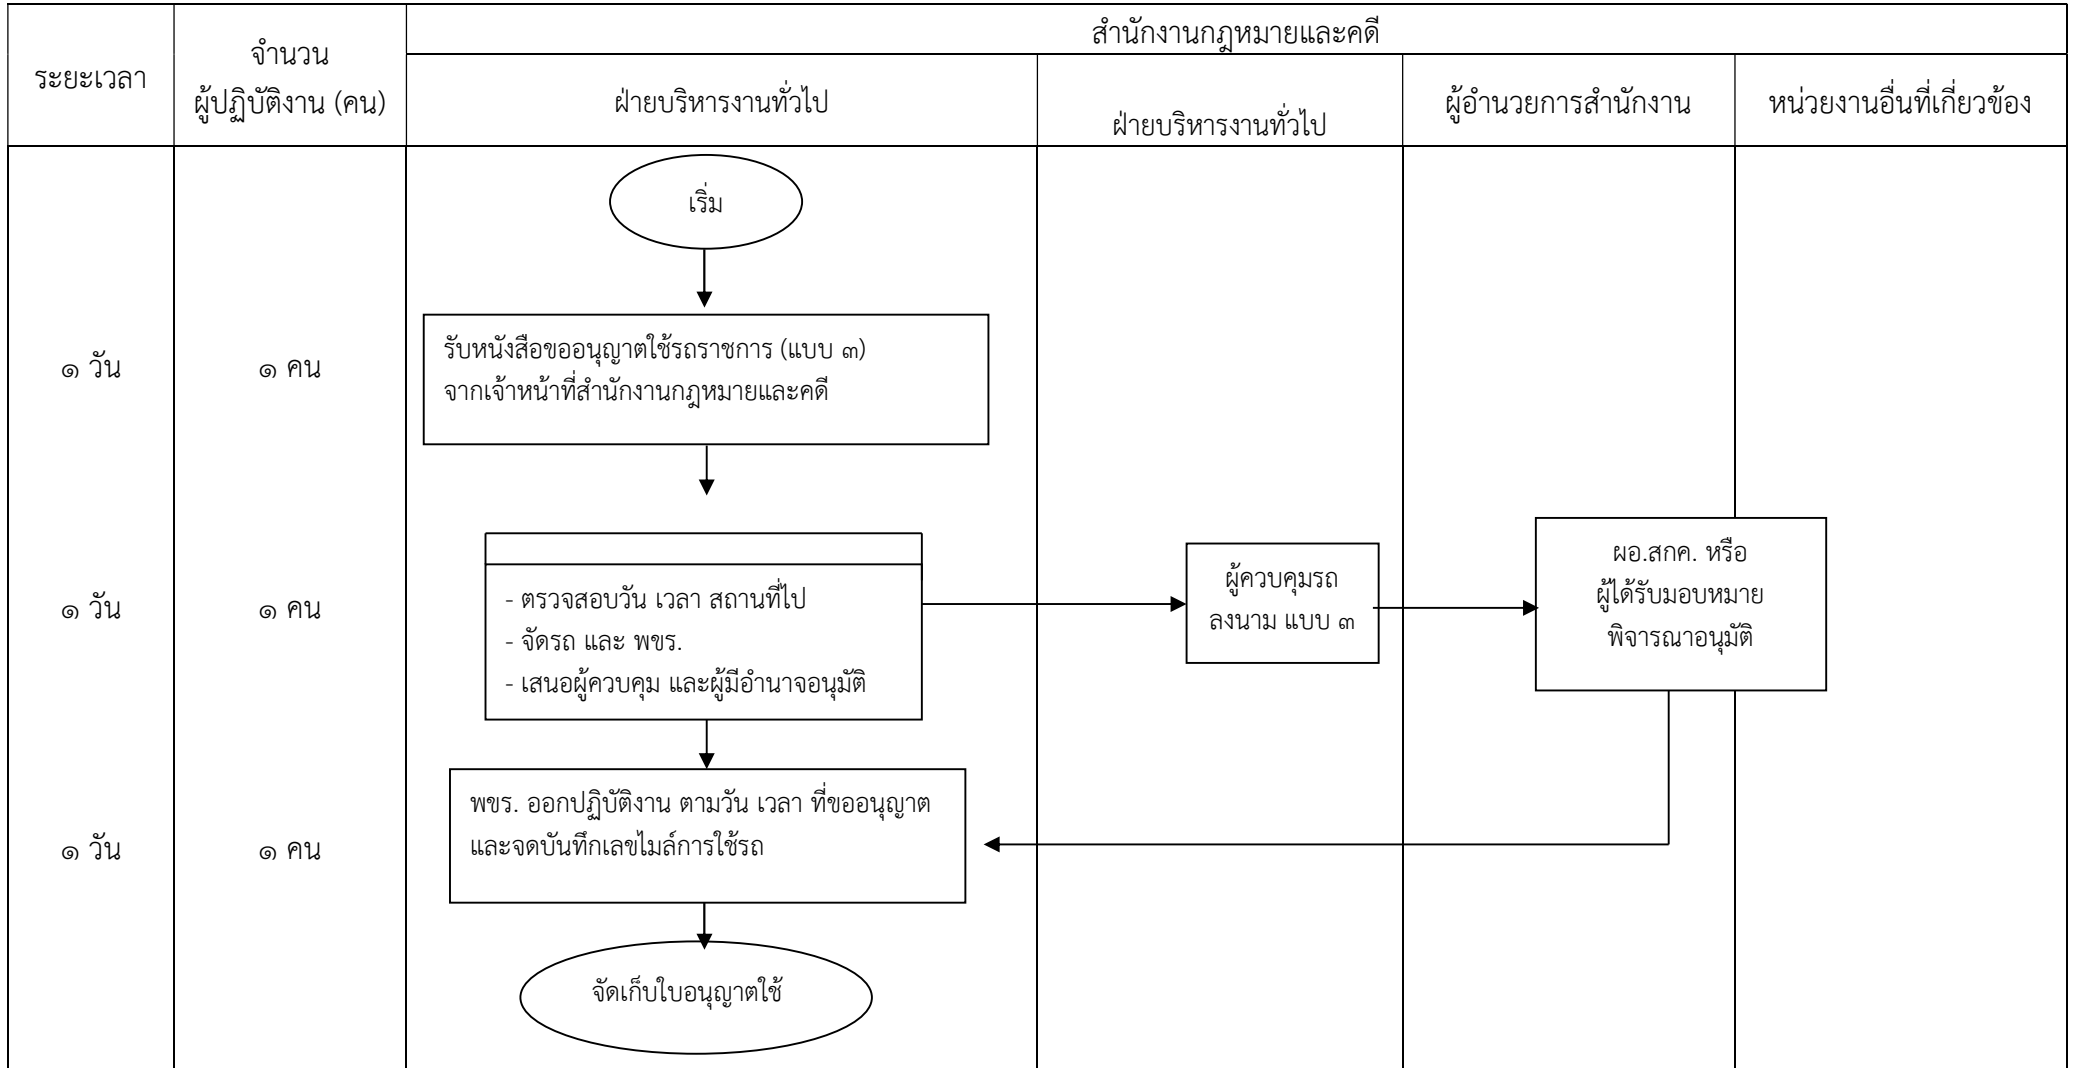 สำนักงานกฎหมายและคดี
ระยะเวลา
จำนวน
ผู้ปฏิบัติงาน (คน)
ฝ่ายบริหารงานทั่วไป
ฝ่ายบริหารงานทั่วไป
ผู้อำนวยการสำนักงาน
หน่วยงานอื่นที่เกี่ยวข้อง
เริ่ม
๑ วัน
๑ คน
รับหนังสือขออนุญาตใช้รถราชการ (แบบ ๓)
จากเจ้าหน้าที่สำนักงานกฎหมายและคดี
๑ วัน
๑ คน
- ตรวจสอบวัน เวลา สถานที่ไป
- จัดรถ และ พขร.
- เสนอผู้ควบคุม และผู้มีอำนาจอนุมัติ
ผู้ควบคุมรถ
ลงนาม แบบ ๓
ผอ.สกค. หรือ
ผู้ได้รับมอบหมาย
พิจารณาอนุมัติ
๑ วัน
๑ คน
พขร. ออกปฏิบัติงาน ตามวัน เวลา ที่ขออนุญาต
และจดบันทึกเลขไมล์การใช้รถ
จัดเก็บใบอนุญาตใช้